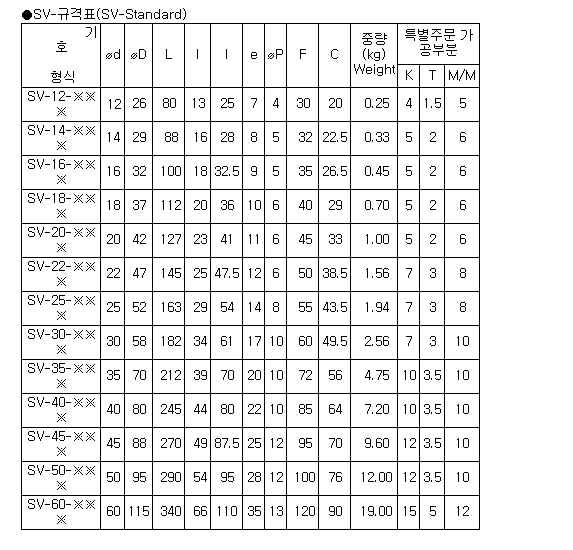 ●SV-규격표(SV-Standard)
기호 형식 ød øD L l l e øP F C 중량(kg) Weight 특별주문 가공부분
K T M/M
SV-12-※※※ 12 26 80 13 25 7 4 30 20 0.25 4 1.5 5
SV-14-※※※ 14 29 88 16 28 8 5 32 22.5 0.33 5 2 6
SV-16-※※※ 16 32 100 18 32.5 9 5 35 26.5 0.45 5 2 6
SV-18-※※※ 18 37 112 20 36 10 6 40 29 0.70 5 2 6
SV-20-※※※ 20 42 127 23 41 11 6 45 33 1.00 5 2 6
SV-22-※※※ 22 47 145 25 47.5 12 6 50 38.5 1.56 7 3 8
SV-25-※※※ 25 52 163 29 54 14 8 55 43.5 1.94 7 3 8
SV-30-※※※ 30 58 182 34 61 17 10 60 49.5 2.56 7 3 10
SV-35-※※※ 35 70 212 39 70 20 10 72 56 4.75 10 3.5 10
SV-40-※※※ 40 80 245 44 80 22 10 85 64 7.20 10 3.5 10
SV-45-※※※ 45 88 270 49 87.5 25 12 95 70 9.60 12 3.5 10
SV-50-※※※ 50 95 290 54 95 28 12 100 76 12.00 12 3.5 10
SV-60-※※※ 60 115 340 66 110 35 13 120 90 19.00 15 5 12